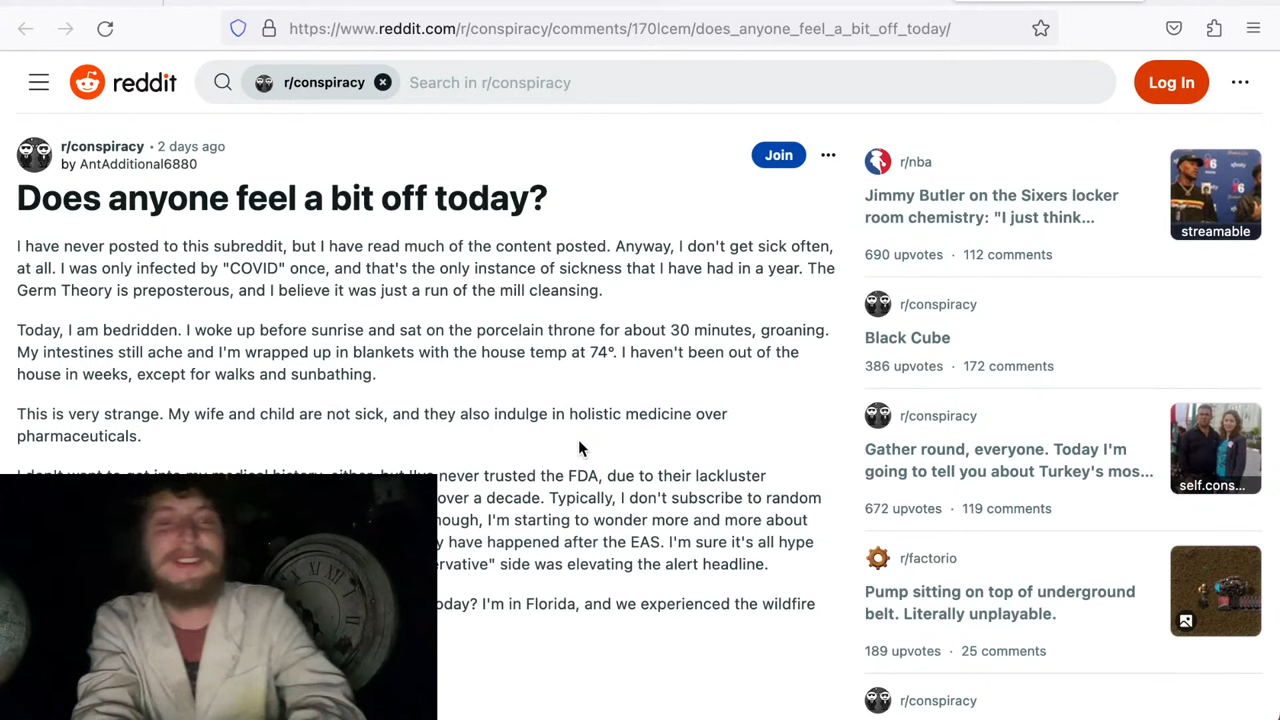 https://www.reddit.com/r/conspiracy/comments/170lcem/does_anyone_feel_a_bit_off_today/
reddit
r/conspiracy
Search in r/conspiracy
Log In
r/conspiracy • 2 days ago
by AntAdditional6880
Join
Does anyone feel a bit off today?
I have never posted to this subreddit, but I have read much of the content posted. Anyway, I don't get sick often,
at all. I was only infected by "COVID" once, and that's the only instance of sickness that I have had in a year. The
Germ Theory is preposterous, and I believe it was just a run of the mill cleansing.
Today, I am bedridden. I woke up before sunrise and sat on the porcelain throne for about 30 minutes, groaning.
My intestines still ache and I'm wrapped up in blankets with the house temp at 74°. I haven't been out of the
house in weeks, except for walks and sunbathing.
This is very strange. My wife and child are not sick, and they also indulge in holistic medicine over
pharmaceuticals.
I don't want to get into my medical history, either, but I've never trusted the FDA, due to their lackluster
over a decade. Typically, I don't subscribe to random
I'm starting to wonder more and more about
have happened after the EAS. I'm sure it's all hype
side was elevating the alert headline.
I'm in Florida, and we experienced the wildfire
r/nba
Jimmy Butler on the Sixers locker
room chemistry: "I just think...
streamable
690 upvotes · 112 comments
r/conspiracy
Black Cube
386 upvotes · 172 comments
r/conspiracy
Gather round, everyone. Today I'm
going to tell you about Turkey's mos...
self.cons...
672 upvotes · 119 comments
r/factorio
Pump sitting on top of underground
belt. Literally unplayable.
189 upvotes · 25 comments
r/conspiracy